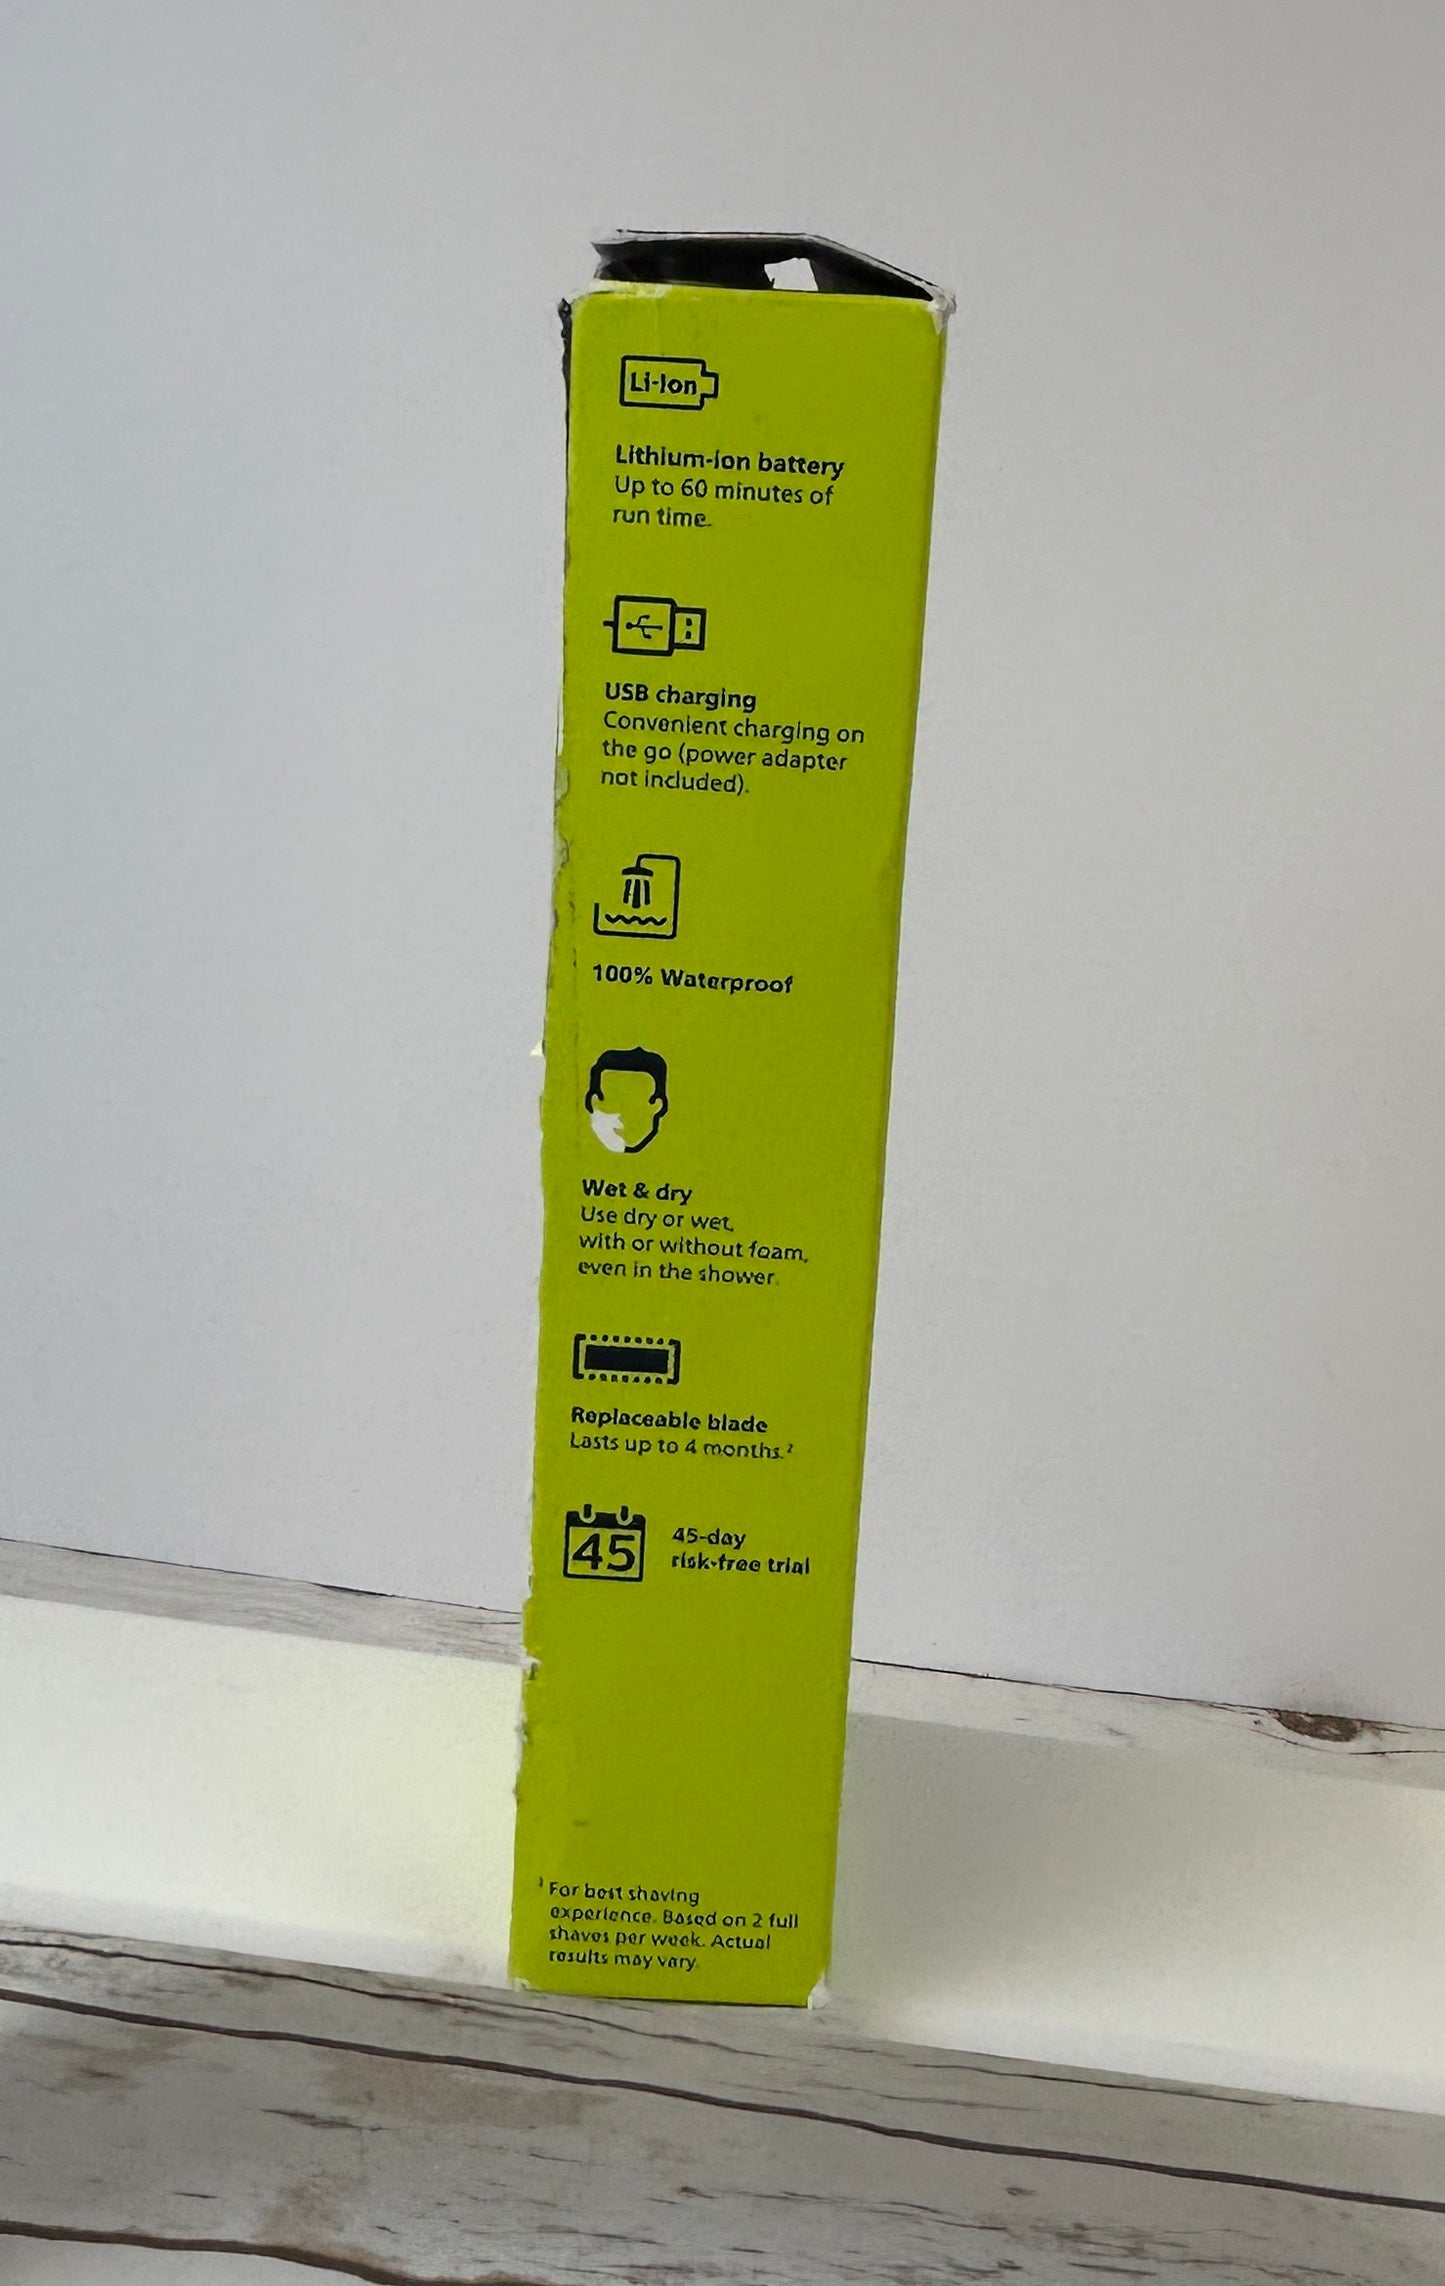 Li-Ion
Lithium-ion battery
Up to 60 minutes of
run time.
USB charging
Convenient charging on
the go (power adapter
not included).
100% Waterproof
Wet & dry
Use dry or wet,
with or without foam,
even in the shower.
Replaceable blade
Lasts up to 4 months.²
45
45-day
risk-free trial
¹ For best shaving
experience. Based on 2 full
shaves per week. Actual
results may vary.